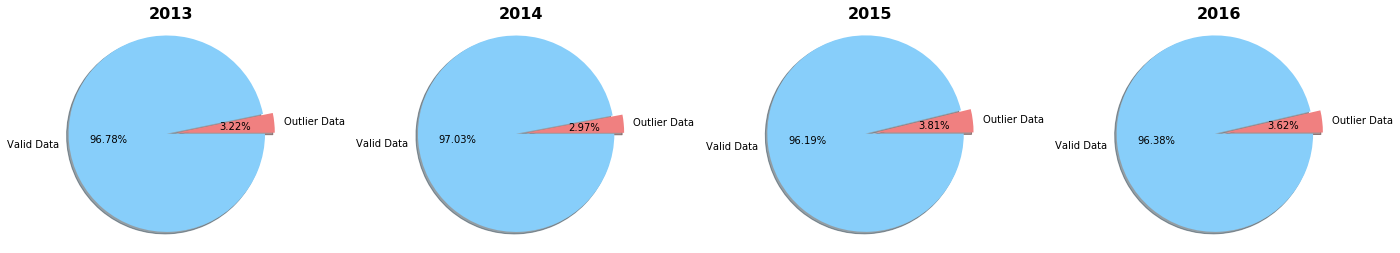 2013
Outlier Data
3.22%
96.78%
Valid Data
2014
Outlier Data
2.97%
97.03%
Valid Data
2015
Outlier Data
3.81%
96.19%
Valid Data
2016
Outlier Data
3.62%
96.38%
Valid Data